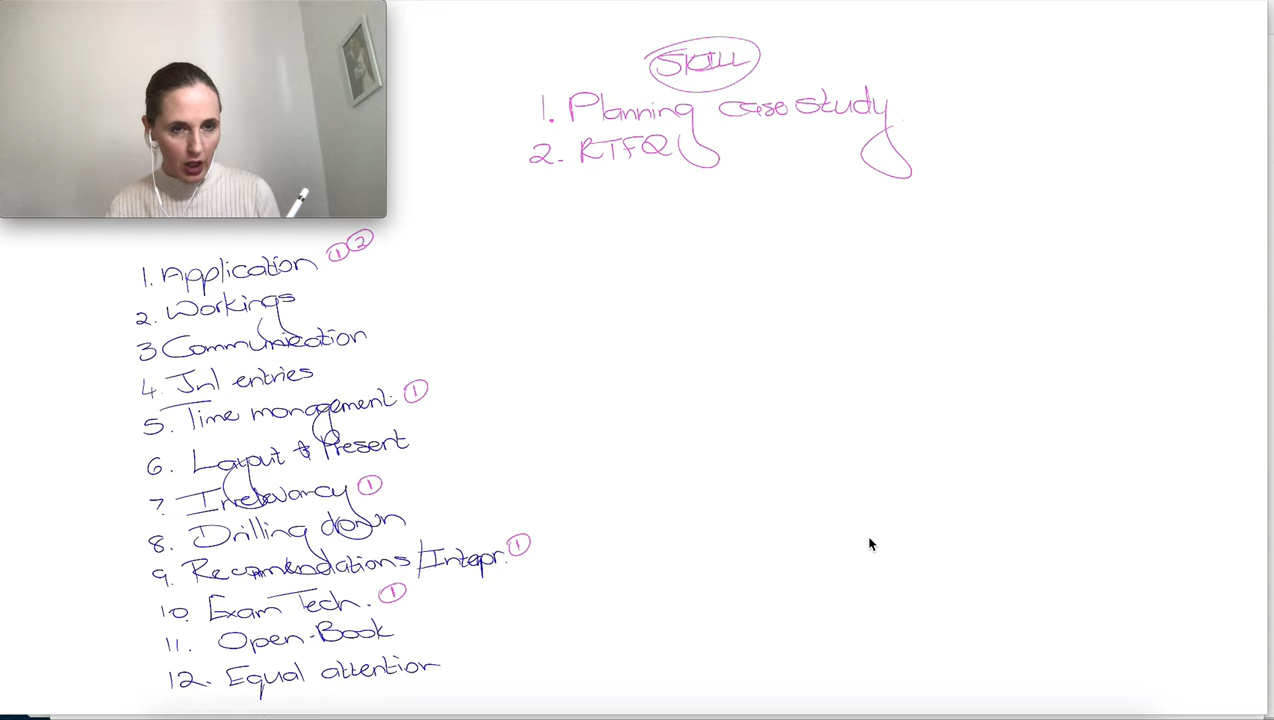 SKILL
1. Planning case study
2. RTFQ
1. Application ① ②
2. Workings
3 Communication
4. Jnl entries
5. Time management ①
6. Layout & Present
7. Irrelevancy ①
8. Drilling down
9. Recommendations/Interpr. ①
10. Exam Tech. ①
11. Open-Book
12. Equal attention